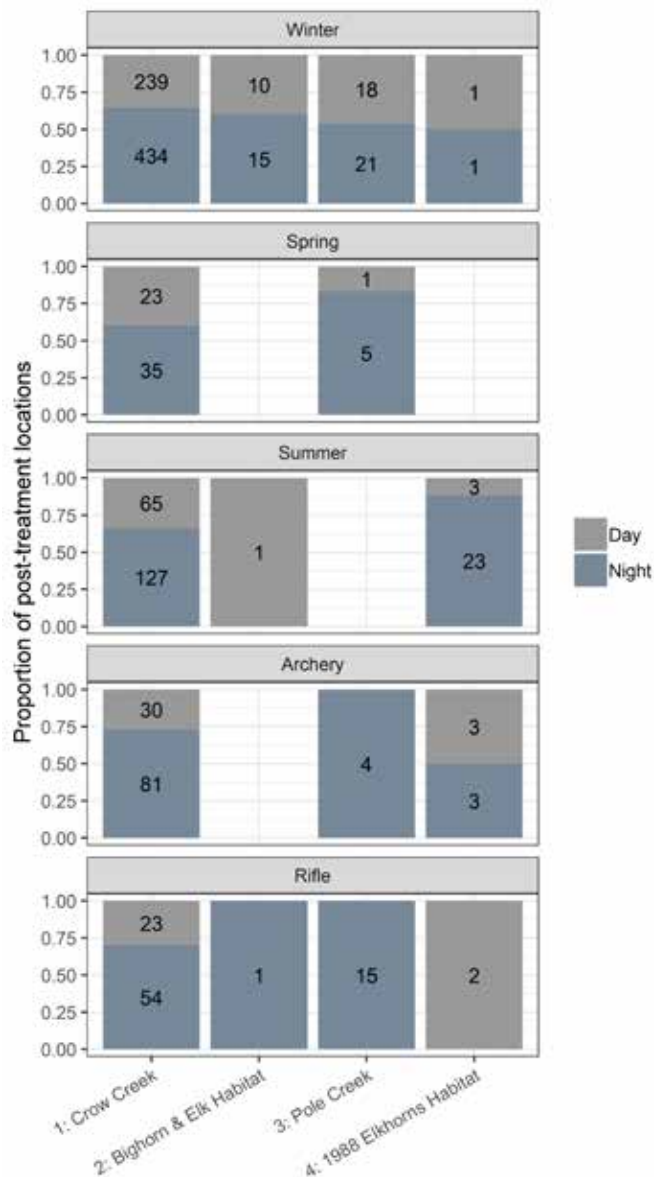 Winter
1.00
0.75
0.50
0.25
0.00
239 10 18 1
434 15 21 1
Spring
1.00
0.75
0.50
0.25
0.00
23 1
35 5
Summer
1.00
0.75
0.50
0.25
0.00
65 1 3
127 23
Archery
1.00
0.75
0.50
0.25
0.00
30 4 3
81 3
Rifle
1.00
0.75
0.50
0.25
0.00
23 1 15 2
54
Proportion of post-treatment locations
Day
Night
1: Crow Creek
2: Bighorn & Elk Habitat
3: Pole Creek
4: 1988 Elkhorns Habitat